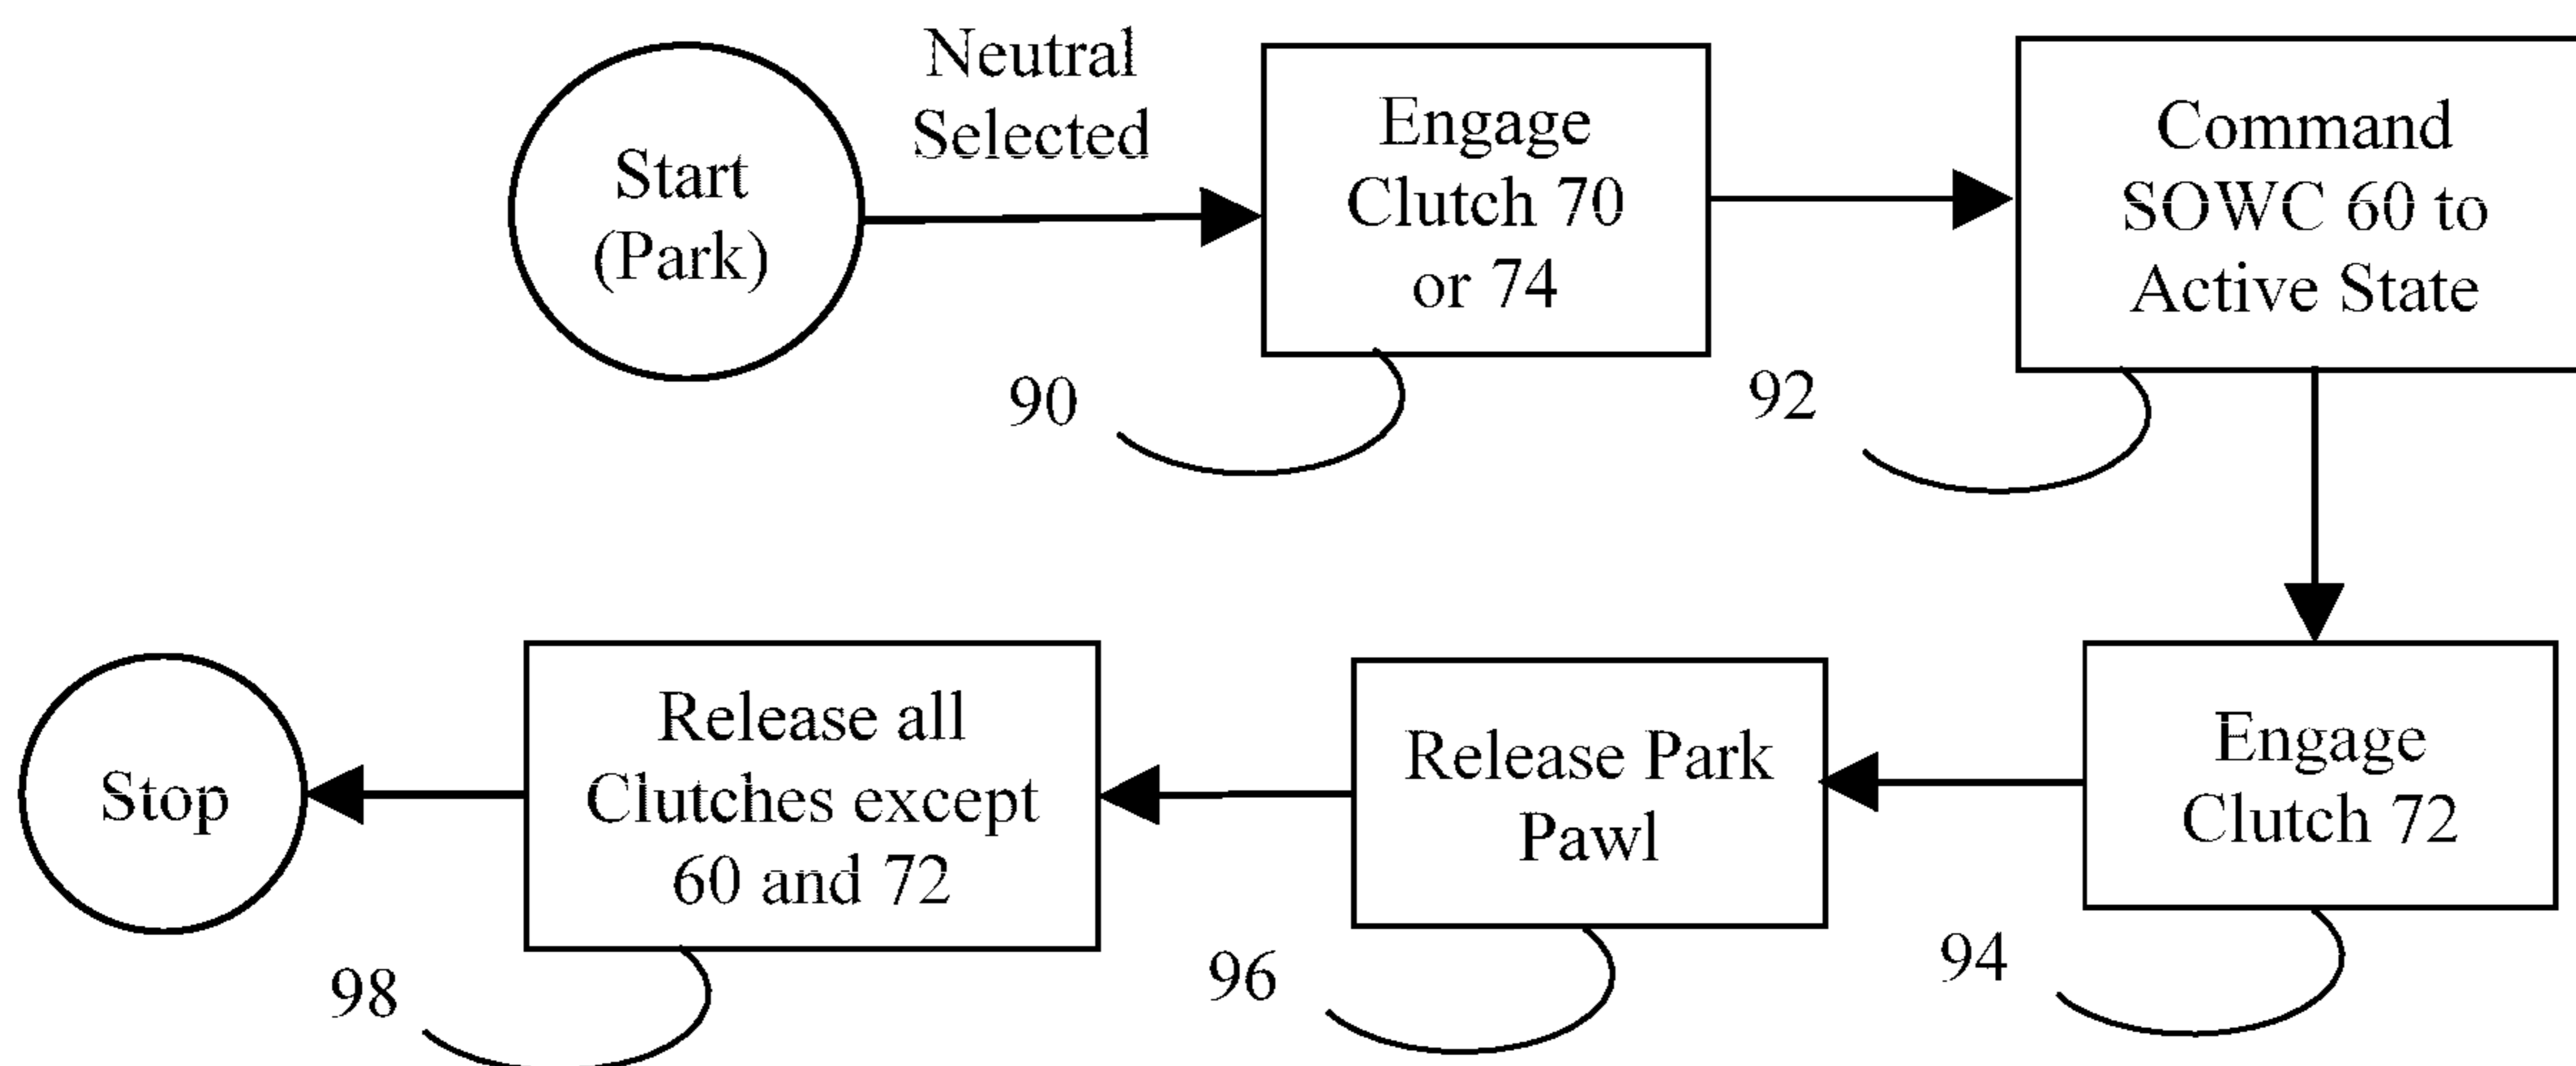 Start
(Park)
Neutral
Selected
Engage
Clutch 70
or 74
90
Command
SOWC 60 to
Active State
92
Engage
Clutch 72
94
Release Park
Pawl
96
Release all
Clutches except
60 and 72
98
Stop